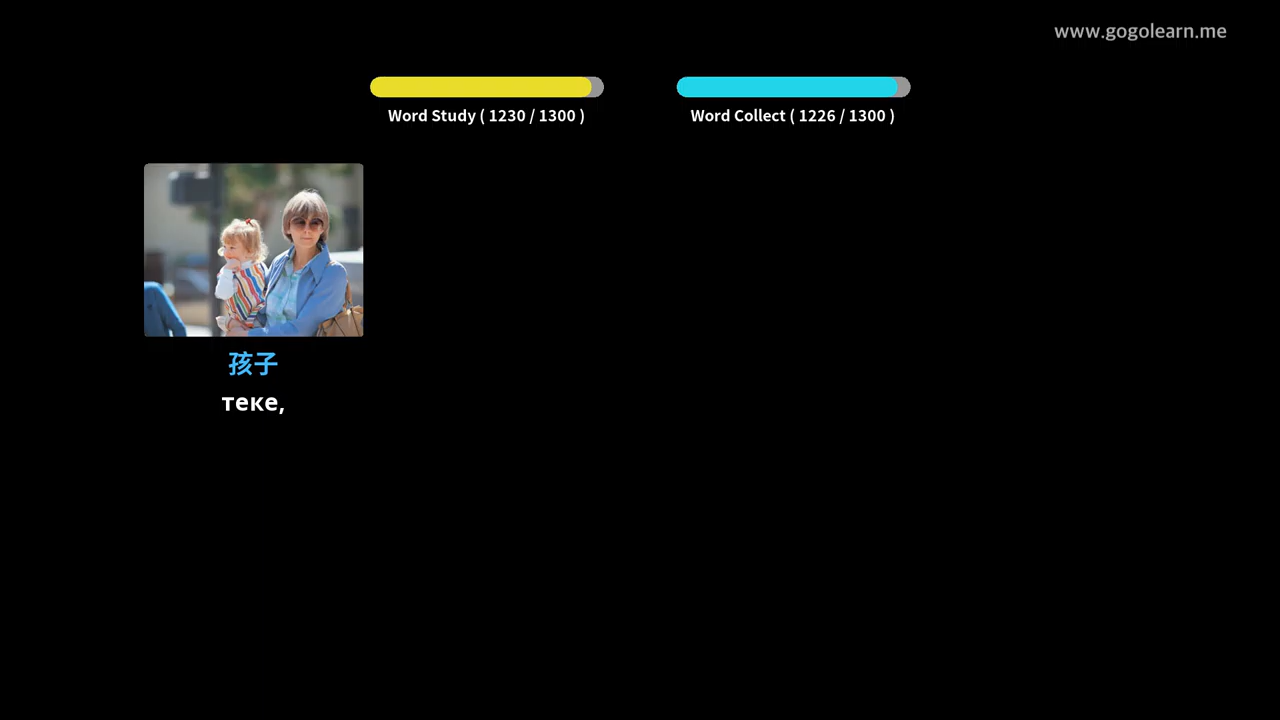 www.gogolearn.me
Word Study ( 1230 / 1300 )
Word Collect ( 1226 / 1300 )
孩子
теке,